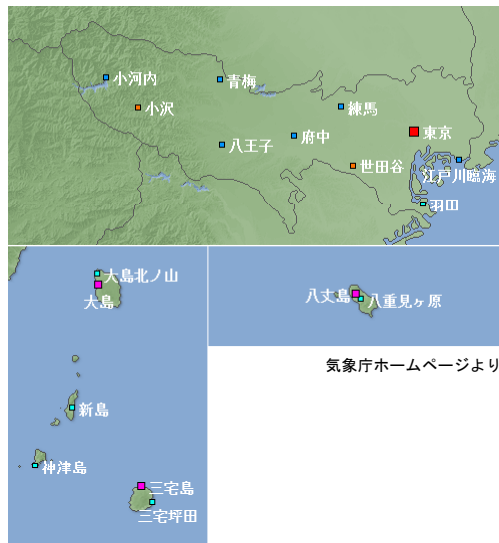 小河内
青梅
小沢
練馬
東京
府中
八王子
世田谷
江戸川臨海
羽田
大島北ノ山
大島
新島
神津島
三宅島
三宅坪田
八丈島
八重見ヶ原
気象庁ホームページより